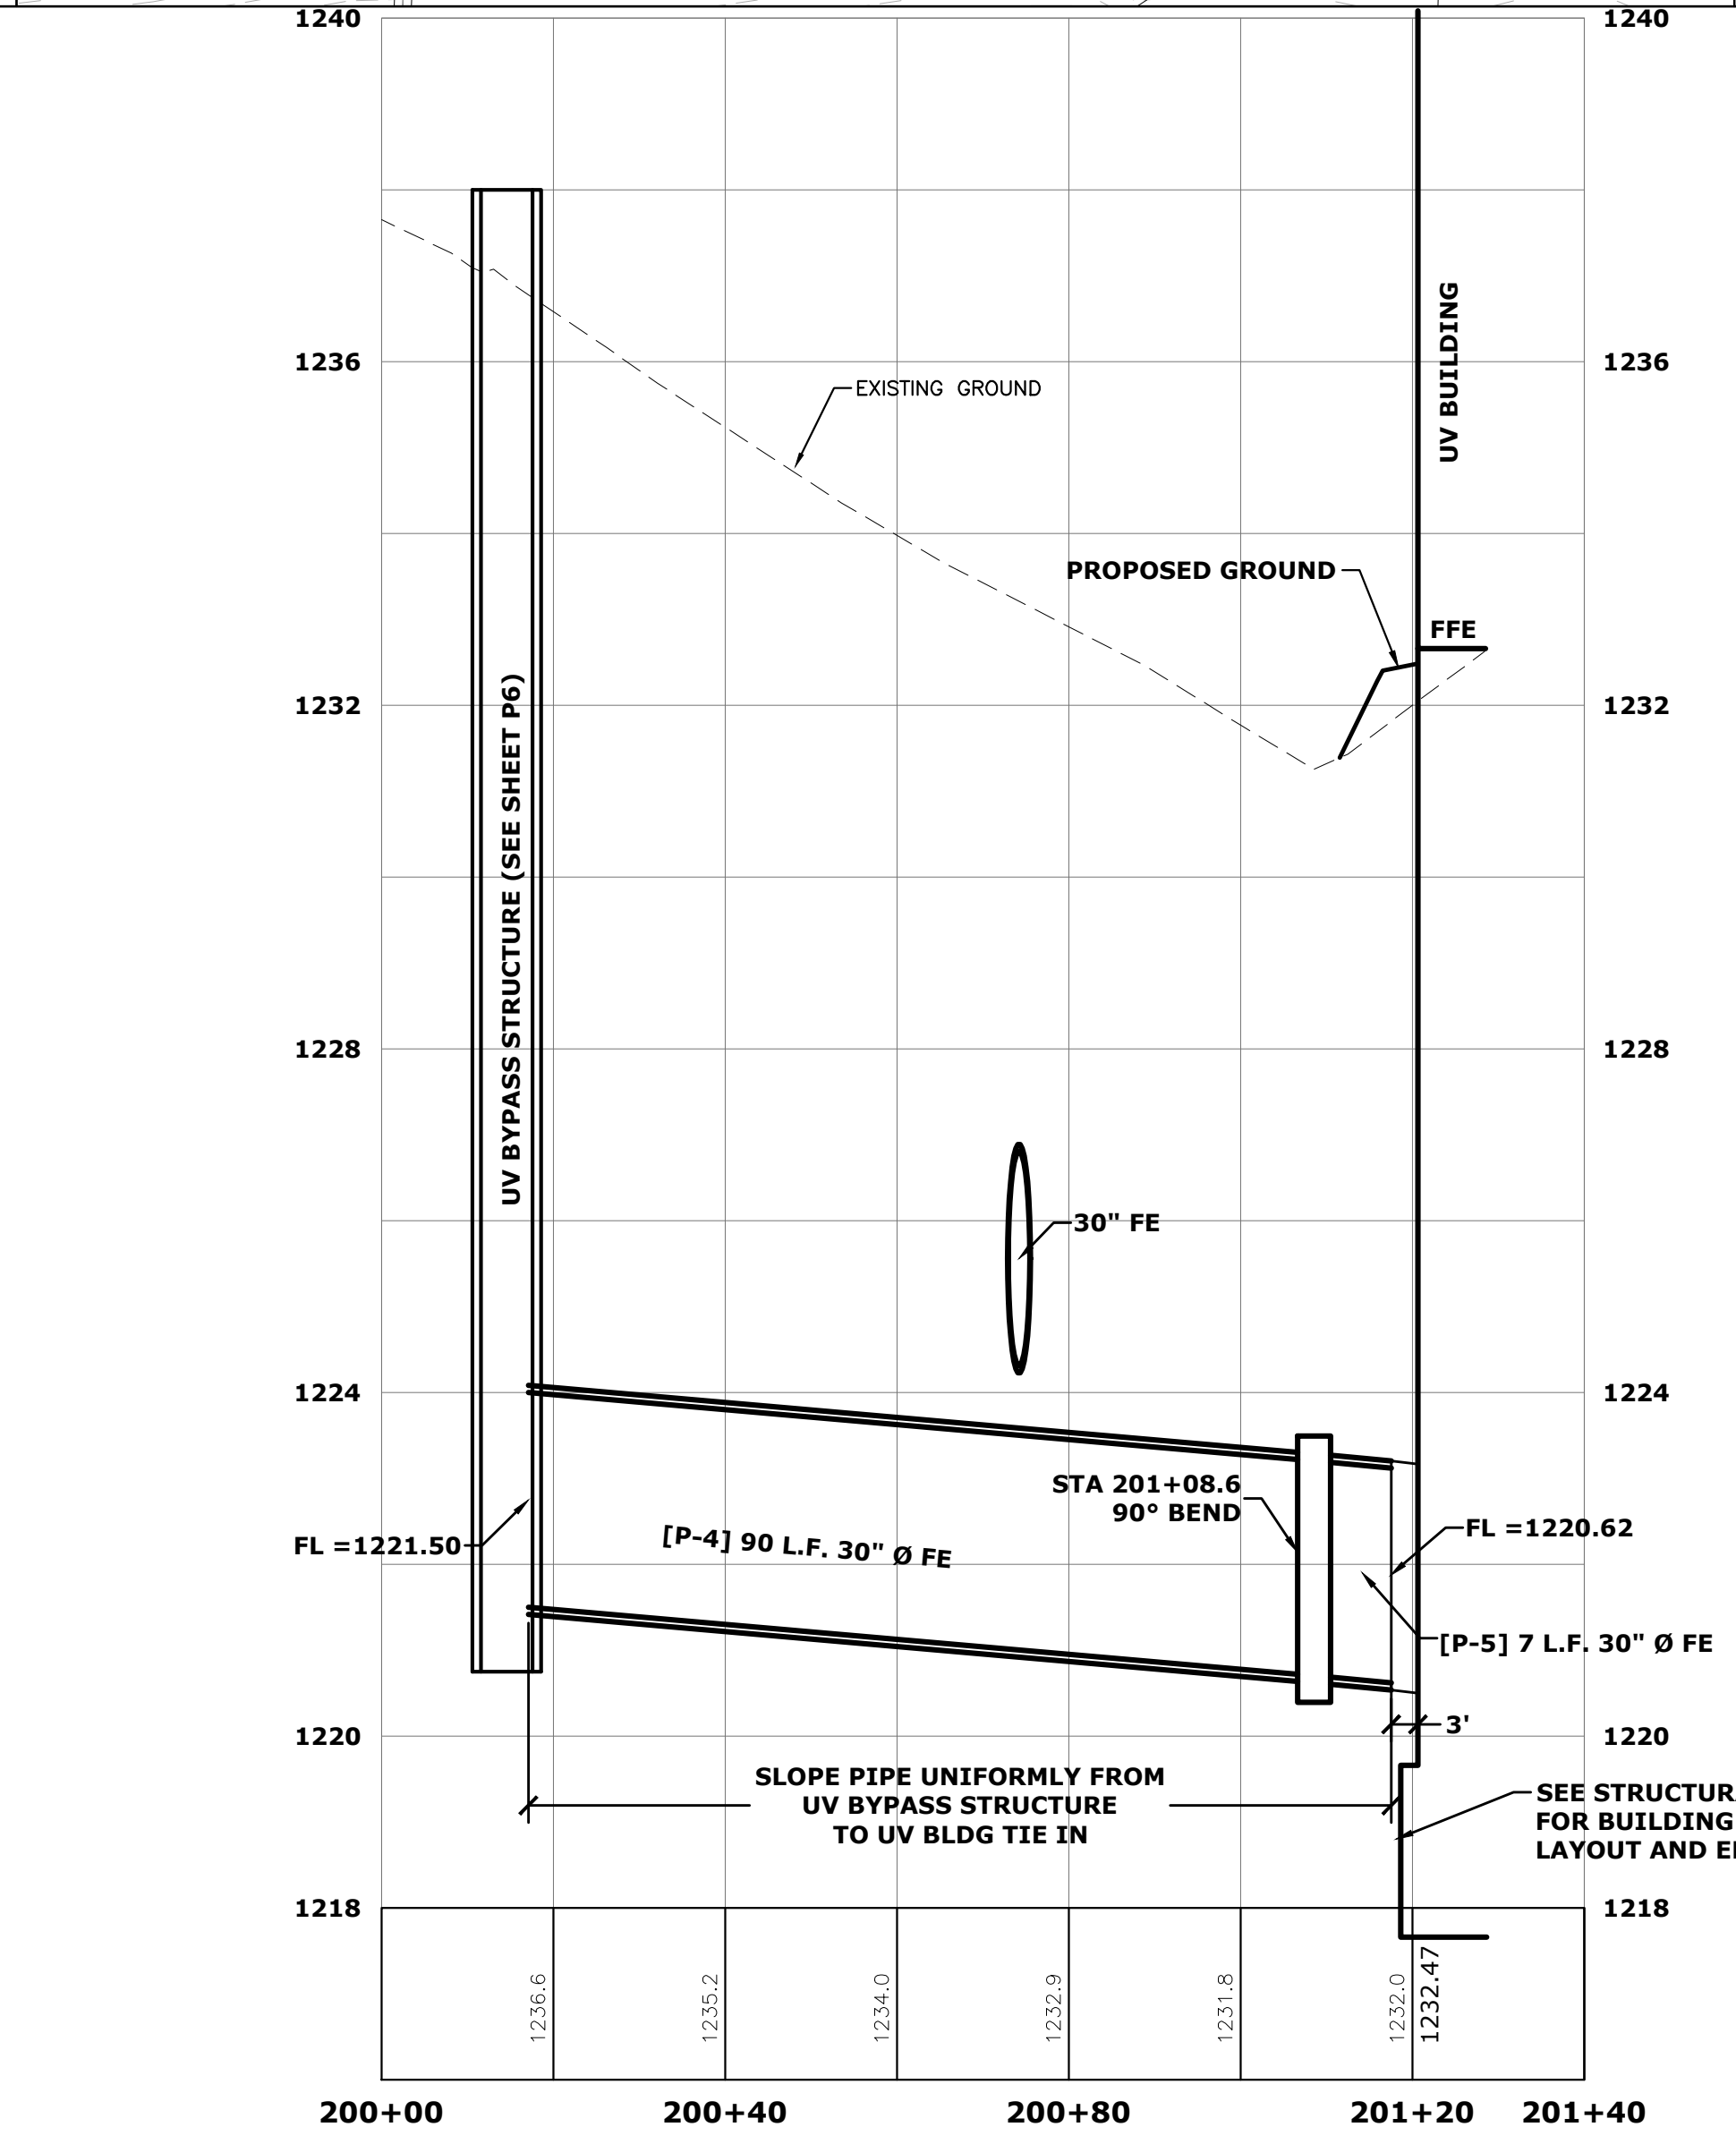 1240
1240
UV BUILDING
1236
1236
EXISTING GROUND
PROPOSED GROUND
FFE
1232
1232
UV BYPASS STRUCTURE (SEE SHEET P6)
1228
1228
30" FE
1224
1224
STA 201+08.6
90° BEND
FL =1220.62
FL =1221.50
[P-4] 90 L.F. 30" Ø FE
[P-5] 7 L.F. 30" Ø FE
3'
1220
1220
SLOPE PIPE UNIFORMLY FROM
UV BYPASS STRUCTURE
TO UV BLDG TIE IN
SEE
FOR BUILDING
LAYOUT AND
1218
1218
1236.6
1235.2
1234.0
1232.9
1231.8
1232.0
1232.47
200+00
200+40
200+80
201+20
201+40